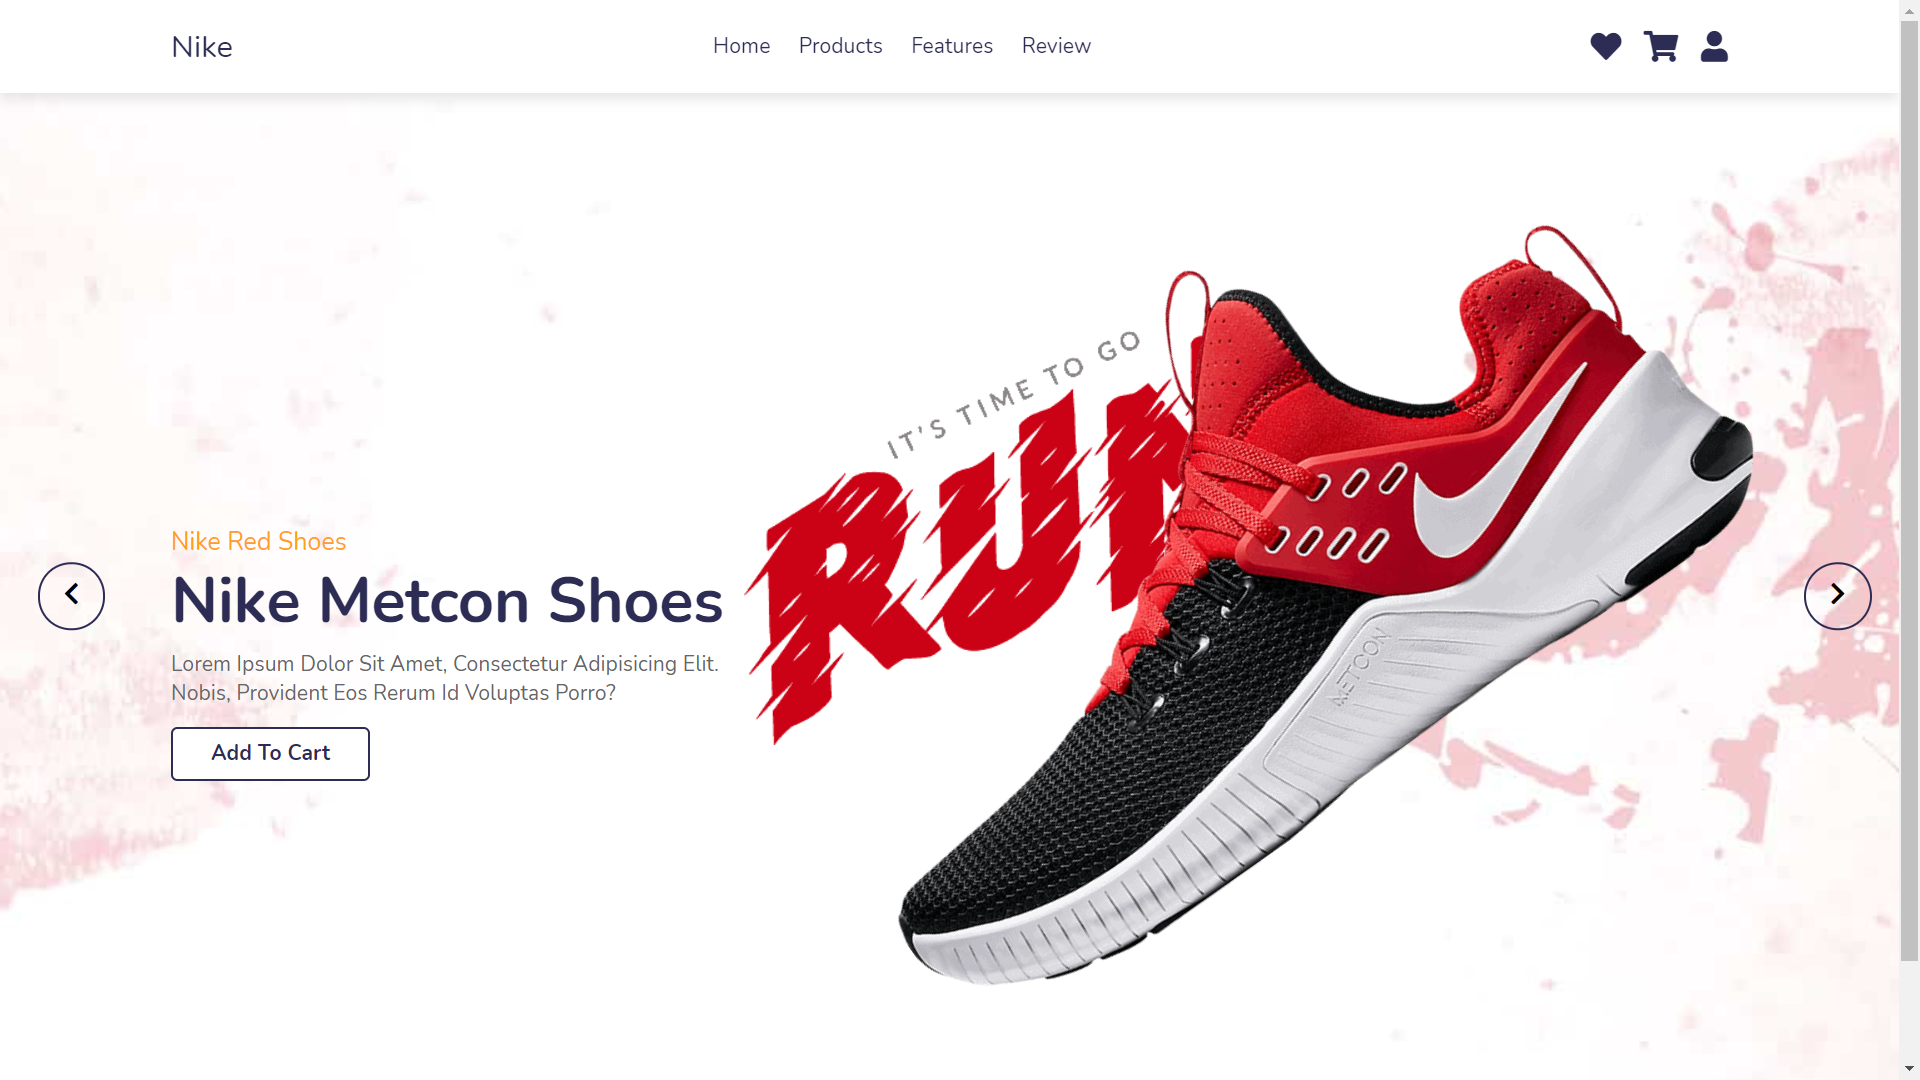 Nike
Home Products Features Review
IT'S TIME TO GO
RUN
Nike Red Shoes
Nike Metcon Shoes
Lorem Ipsum Dolor Sit Amet, Consectetur Adipisicing Elit.
Nobis, Provident Eos Rerum Id Voluptas Porro?
Add To Cart
METCON